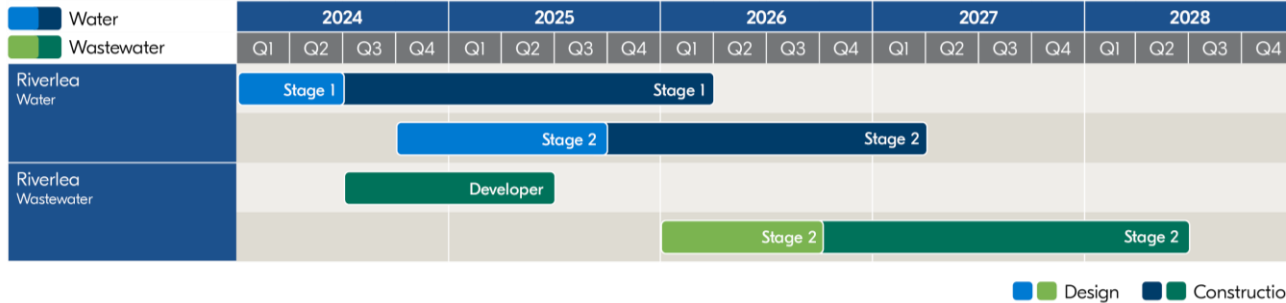 Water
Wastewater
2024 2025 2026 2027 2028
Q1 Q2 Q3 Q4 Q1 Q2 Q3 Q4 Q1 Q2 Q3 Q4 Q1 Q2 Q3 Q4 Q1 Q2 Q3 Q4
Riverlea
Water
Stage 1 Stage 1
Stage 2 Stage 2
Riverlea
Wastewater
Developer
Stage 2 Stage 2
Design Constructio